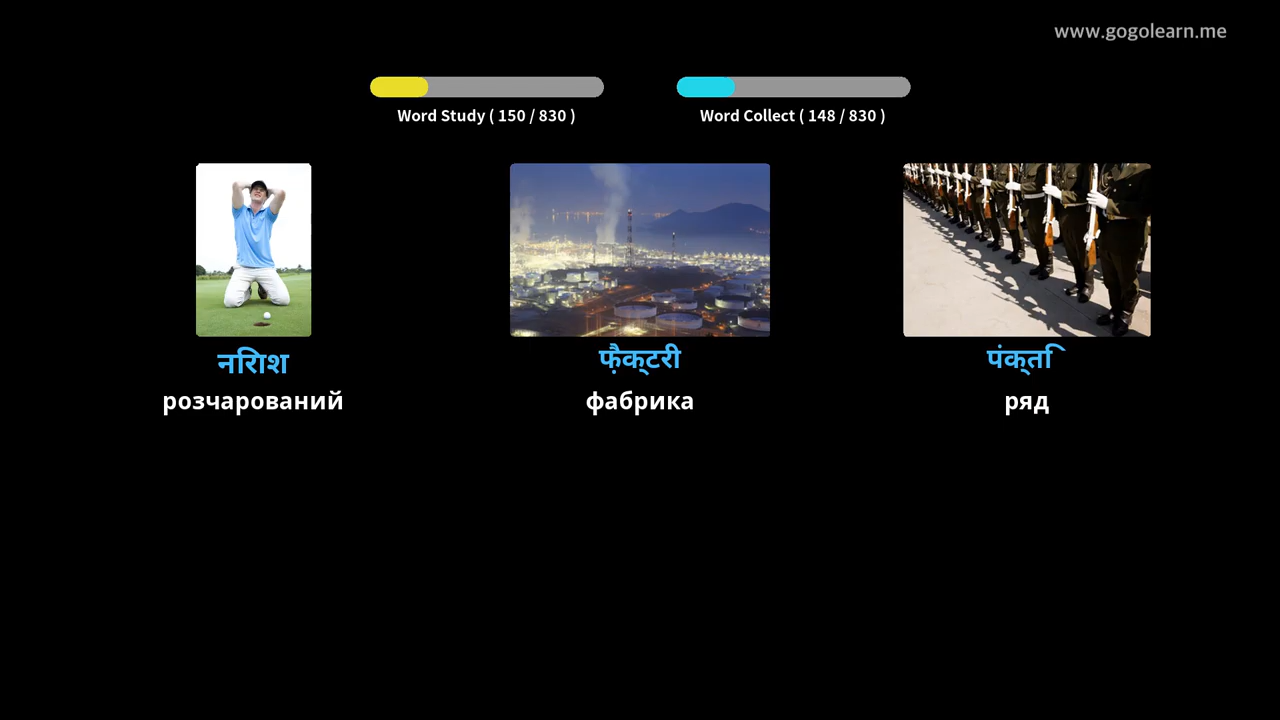 www.gogolearn.me
Word Study ( 150 / 830 )
Word Collect ( 148 / 830 )
निराश
फ़ैक्टरी
पंक्ति
розчарований
фабрика
ряд